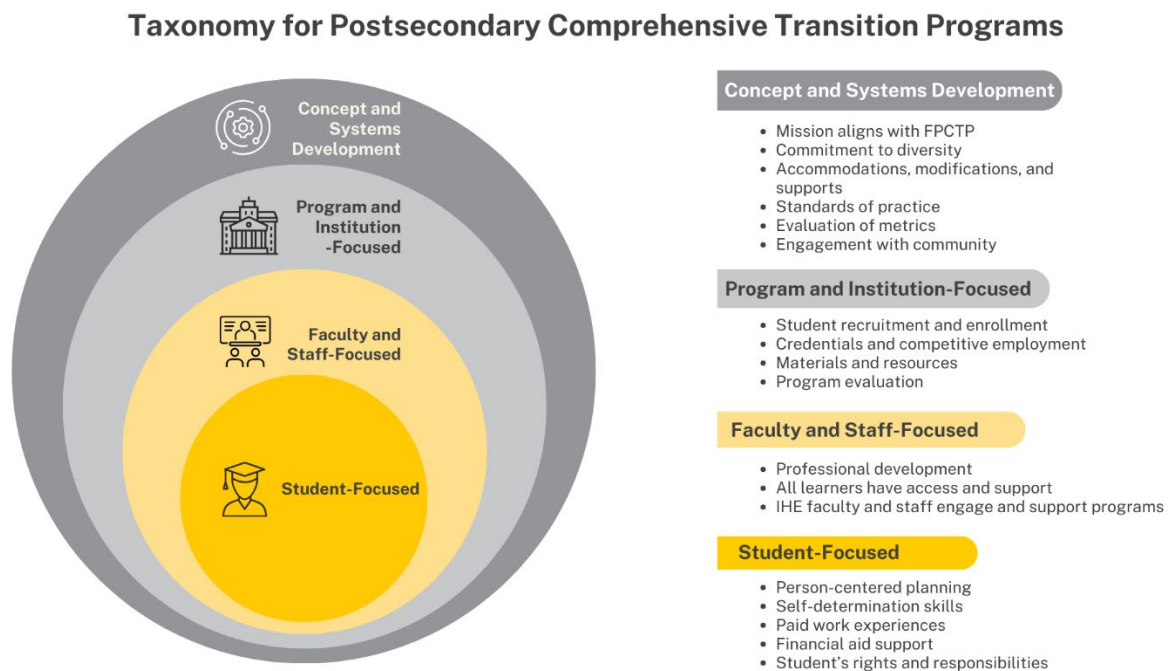 Taxonomy for Postsecondary Comprehensive Transition Programs
Concept and
Systems
Development
Program and
Institution
-Focused
Faculty and
Staff-Focused
Student-Focused
Concept and Systems Development
• Mission aligns with FPCTP
• Commitment to diversity
• Accommodations, modifications, and
supports
• Standards of practice
• Evaluation of metrics
• Engagement with community
Program and Institution-Focused
• Student recruitment and enrollment
• Credentials and competitive employment
• Materials and resources
• Program evaluation
Faculty and Staff-Focused
• Professional development
• All learners have access and support
• IHE faculty and staff engage and support programs
Student-Focused
• Person-centered planning
• Self-determination skills
• Paid work experiences
• Financial aid support
• Student's rights and responsibilities